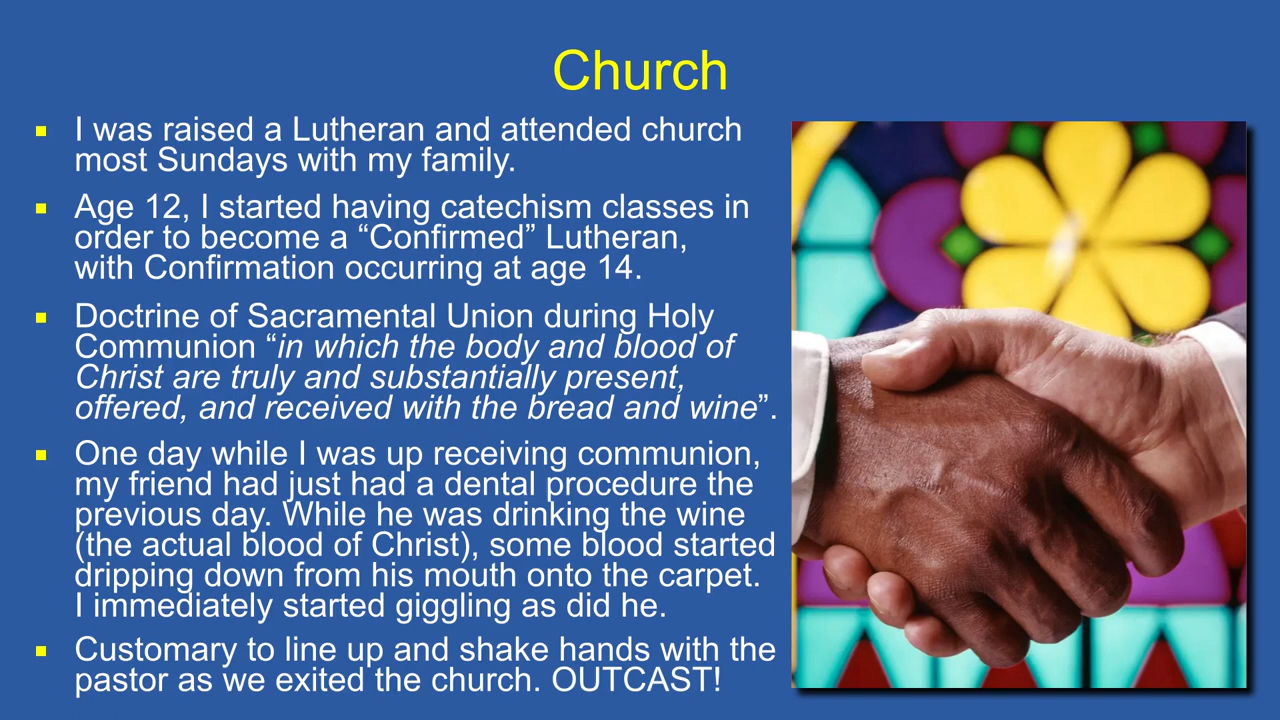 Church
I was raised a Lutheran and attended church
most Sundays with my family.
Age 12, I started having catechism classes in
order to become a “Confirmed” Lutheran,
with Confirmation occurring at age 14.
Doctrine of Sacramental Union during Holy
Communion “in which the body and blood of
Christ are truly and substantially present,
offered, and received with the bread and wine”.
One day while I was up receiving communion,
my friend had just had a dental procedure the
previous day. While he was drinking the wine
(the actual blood of Christ), some blood started
dripping down from his mouth onto the carpet.
I immediately started giggling as did he.
Customary to line up and shake hands with the
pastor as we exited the church. OUTCAST!